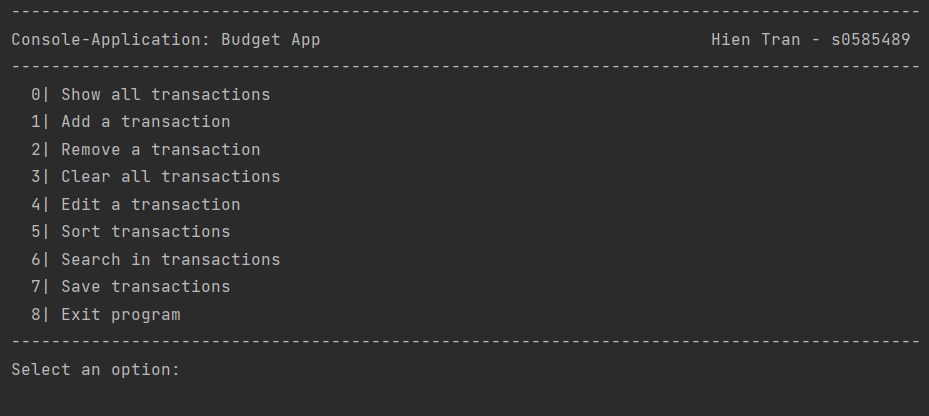 -------------------------------------------------------------------------------------------
Console-Application: Budget App                                       Hien Tran - s0585489
-------------------------------------------------------------------------------------------
  0| Show all transactions
  1| Add a transaction
  2| Remove a transaction
  3| Clear all transactions
  4| Edit a transaction
  5| Sort transactions
  6| Search in transactions
  7| Save transactions
  8| Exit program
-------------------------------------------------------------------------------------------
Select an option: